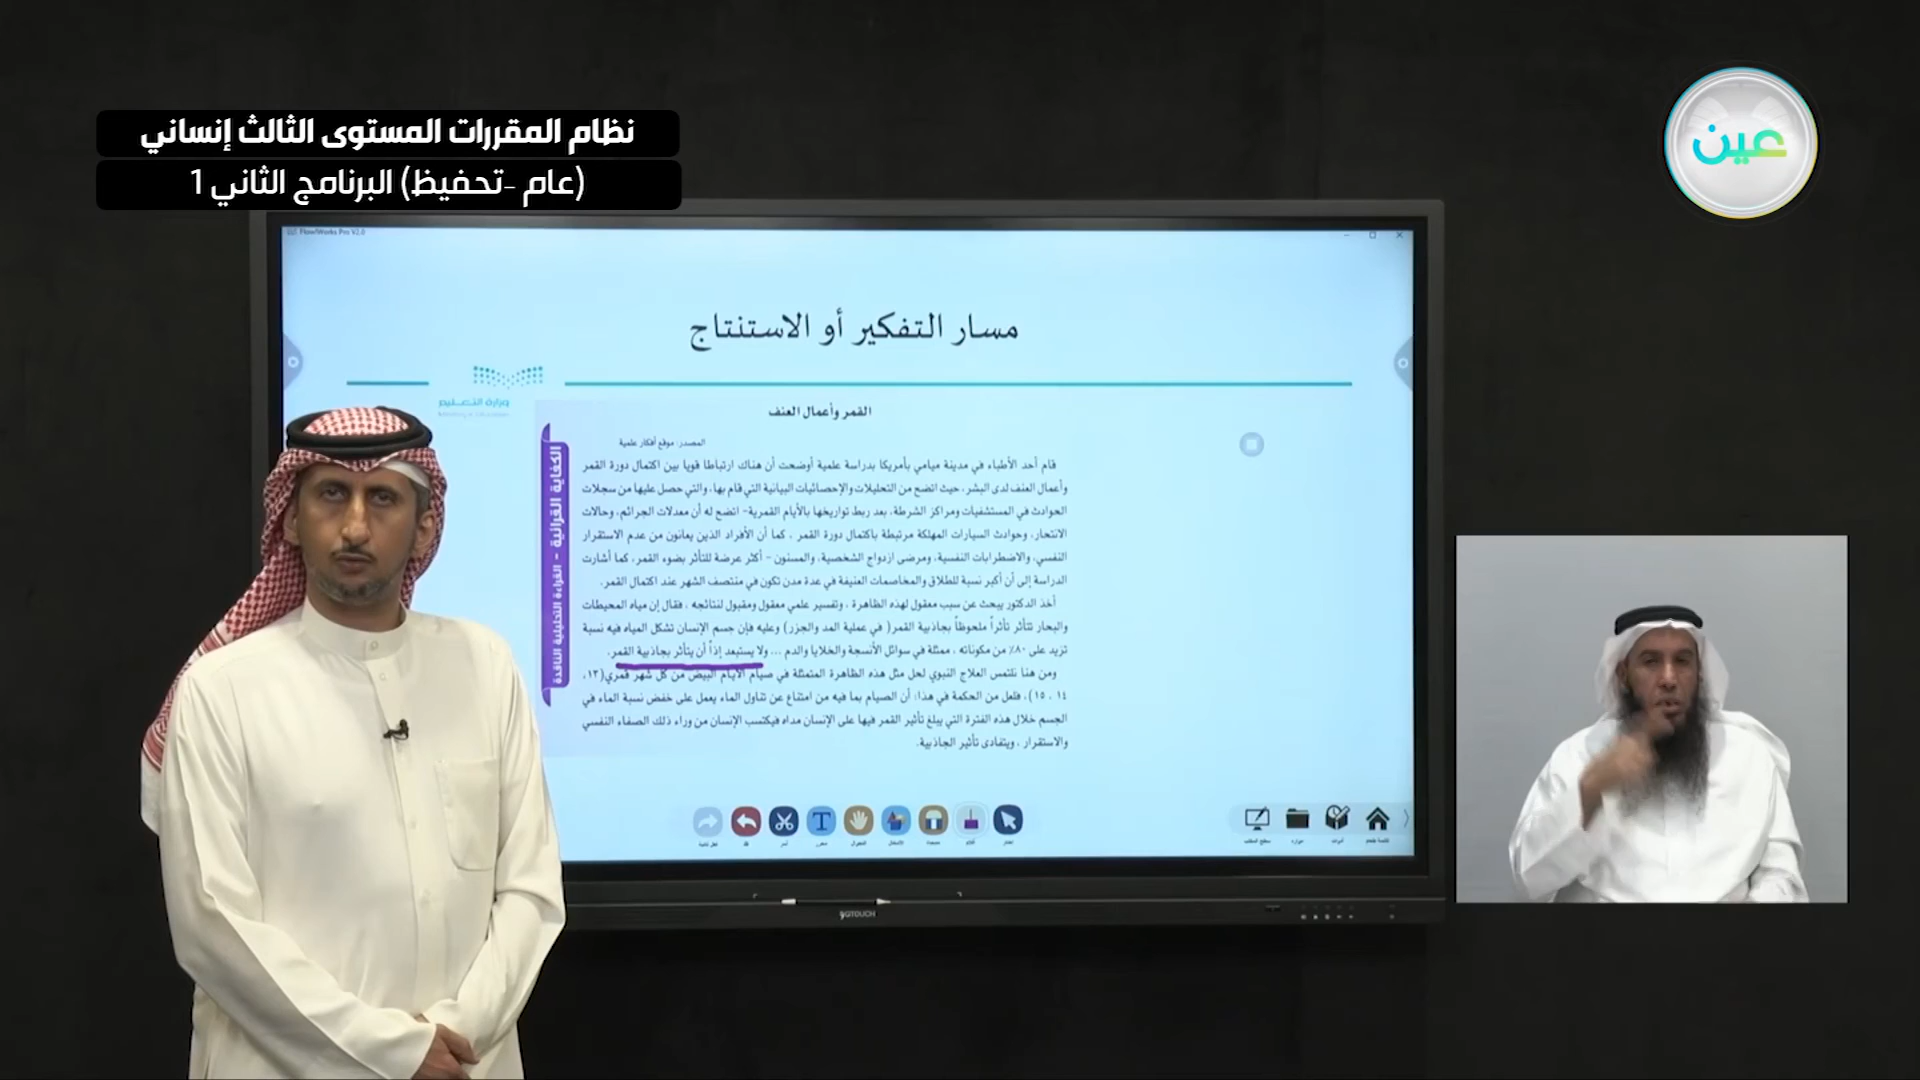 نظام المقررات المستوى الثالث إنساني
(عام -تحفيظ) البرنامج الثاني 1
عين
FlowWorks Pro V2.0
مسار التفكير أو الاستنتاج
وزارة التعليم
Ministry of Education
القمر وأعمال العنف
المصدر: موقع أفكار علمية
قام أحد الأطباء في مدينة ميامي بأمريكا بدراسة علمية أوضحت أن هناك ارتباطا قويا بين اكتمال دورة القمر
وأعمال العنف لدى البشر، حيث اتضح من التحليلات والإحصائيات البيانية التي قام بها، والتي حصل عليها من سجلات
الحوادث في المستشفيات ومراكز الشرطة، بعد ربط تواريخها بالأيام القمرية- اتضح له أن معدلات الجرائم، وحالات
الانتحار، وحوادث السيارات المهلكة مرتبطة باكتمال دورة القمر ، كما أن الأفراد الذين يعانون من عدم الاستقرار
النفسي، والاضطرابات النفسية، ومرضى ازدواج الشخصية، والمسنون - أكثر عرضة للتأثر بضوء القمر، كما أشارت
الدراسة إلى أن أكبر نسبة للطلاق والمخاصمات العنيفة في عدة مدن تكون في منتصف الشهر عند اكتمال القمر.
أخذ الدكتور يبحث عن سبب معقول لهذه الظاهرة ، وتفسير علمي معقول ومقبول لنتائجه ، فقال إن مياه المحيطات
والبحار تتأثر تأثراً ملحوظاً بجاذبية القمر( في عملية المد والجزر) وعليه فإن جسم الإنسان تشكل المياه فيه نسبة
تزيد على ٨٠٪ من مكوناته ، ممثلة في سوائل الأنسجة والخلايا والدم ... ولا يستبعد إذاً أن يتأثر بجاذبية القمر.
ومن هنا نلتمس العلاج النبوي لحل مثل هذه الظاهرة المتمثلة في صيام الأيام البيض من كل شهر قمري(١٣،
١٤ ، ١٥)، فلعل من الحكمة في هذا: أن الصيام بما فيه من امتناع عن تناول الماء يعمل على خفض نسبة الماء في
الجسم خلال هذه الفترة التي يبلغ تأثير القمر فيها على الإنسان مداه فيكتسب الإنسان من وراء ذلك الصفاء النفسي
والاستقرار ، ويتفادى تأثير الجاذبية.
الكفاية القرائية - القراءة التحليلية الناقدة